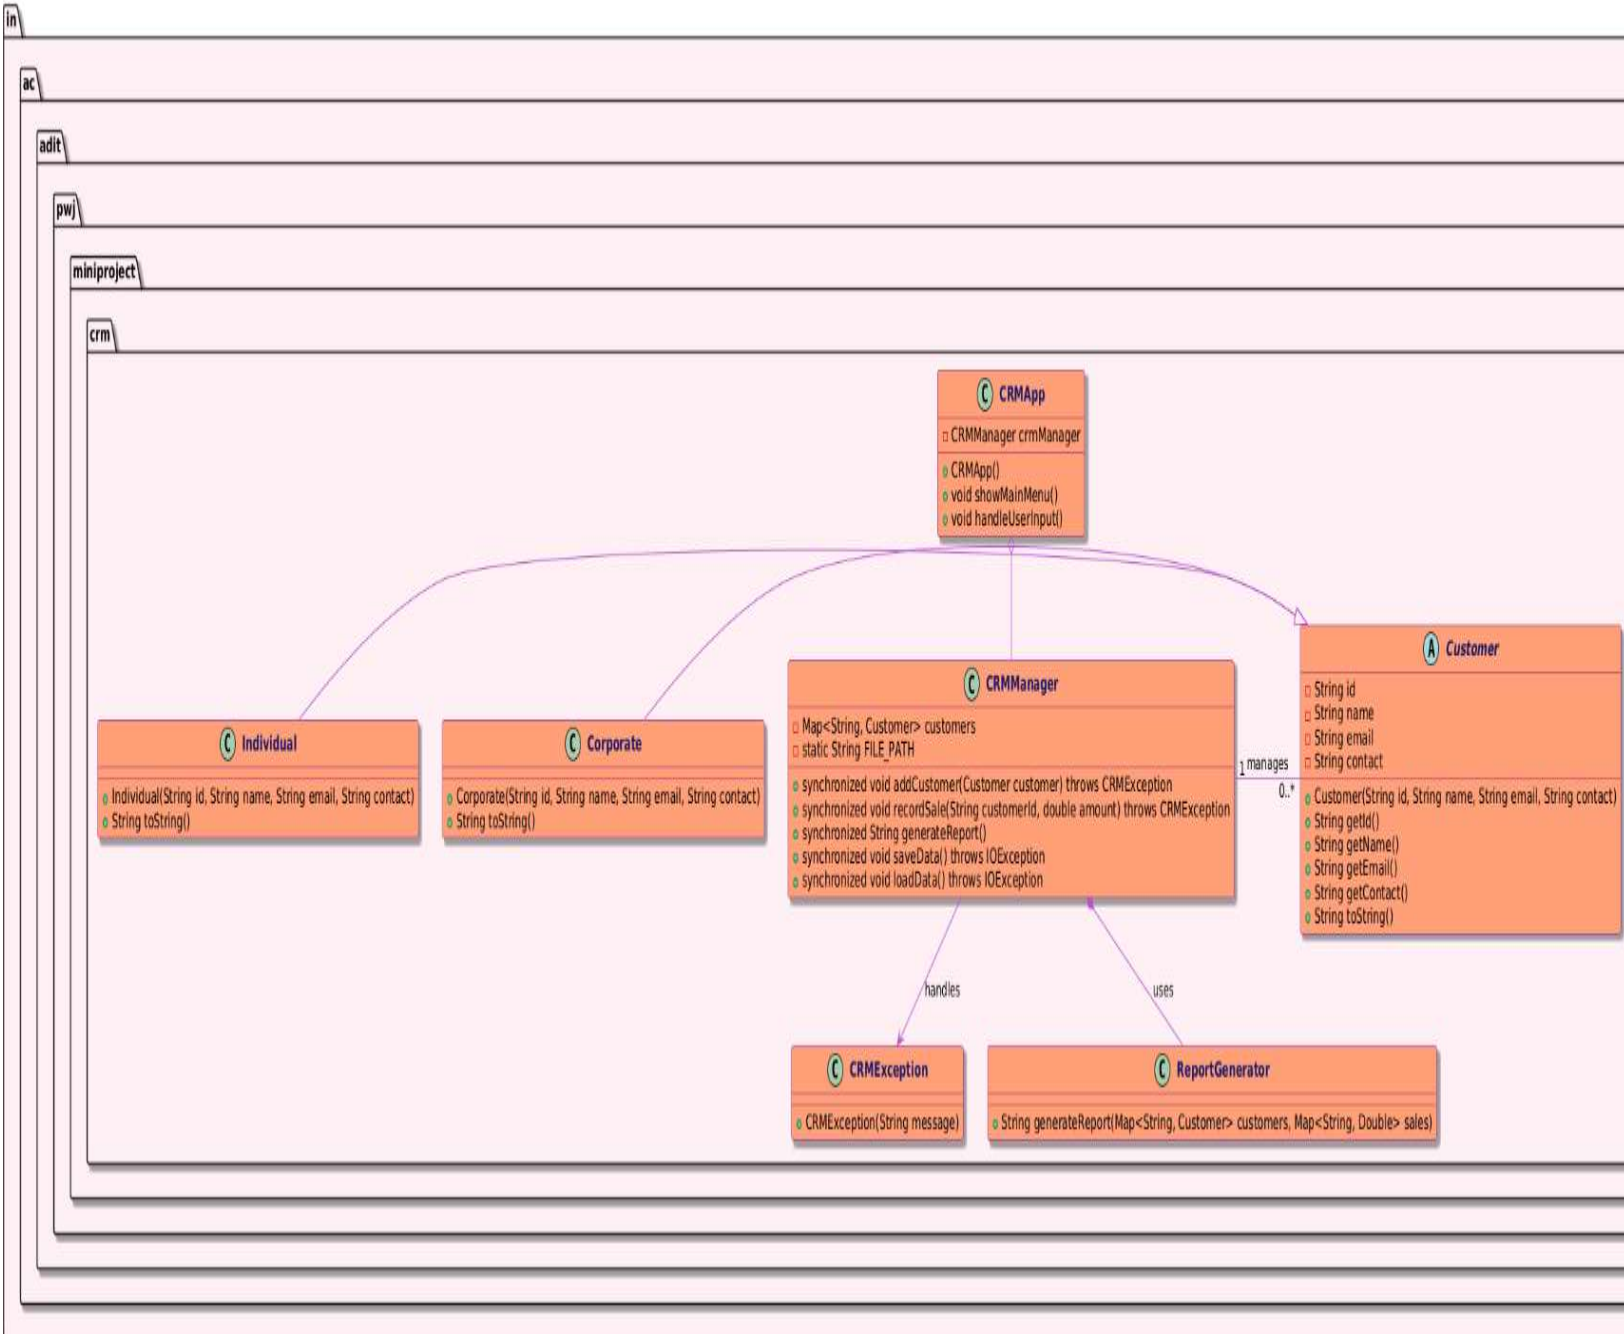 in
ac
adit
pwj
miniproject
crm
C CRMApp
CRMManager crmManager
CRMApp()
void showMainMenu()
void handleUserInput()
C Individual
Individual(String id, String name, String email, String contact)
String toString()
C Corporate
Corporate(String id, String name, String email, String contact)
String toString()
C CRMManager
Map<String, Customer> customers
static String FILE_PATH
synchronized void addCustomer(Customer customer) throws CRMException
synchronized void recordSale(String customerId, double amount) throws CRMException
synchronized String generateReport()
synchronized void saveData() throws IOException
synchronized void loadData() throws IOException
1 manages
0..*
A Customer
String id
String name
String email
String contact
Customer(String id, String name, String email, String contact)
String getId()
String getName()
String getEmail()
String getContact()
String toString()
handles
uses
C CRMException
CRMException(String message)
C ReportGenerator
String generateReport(Map<String, Customer> customers, Map<String, Double> sales)